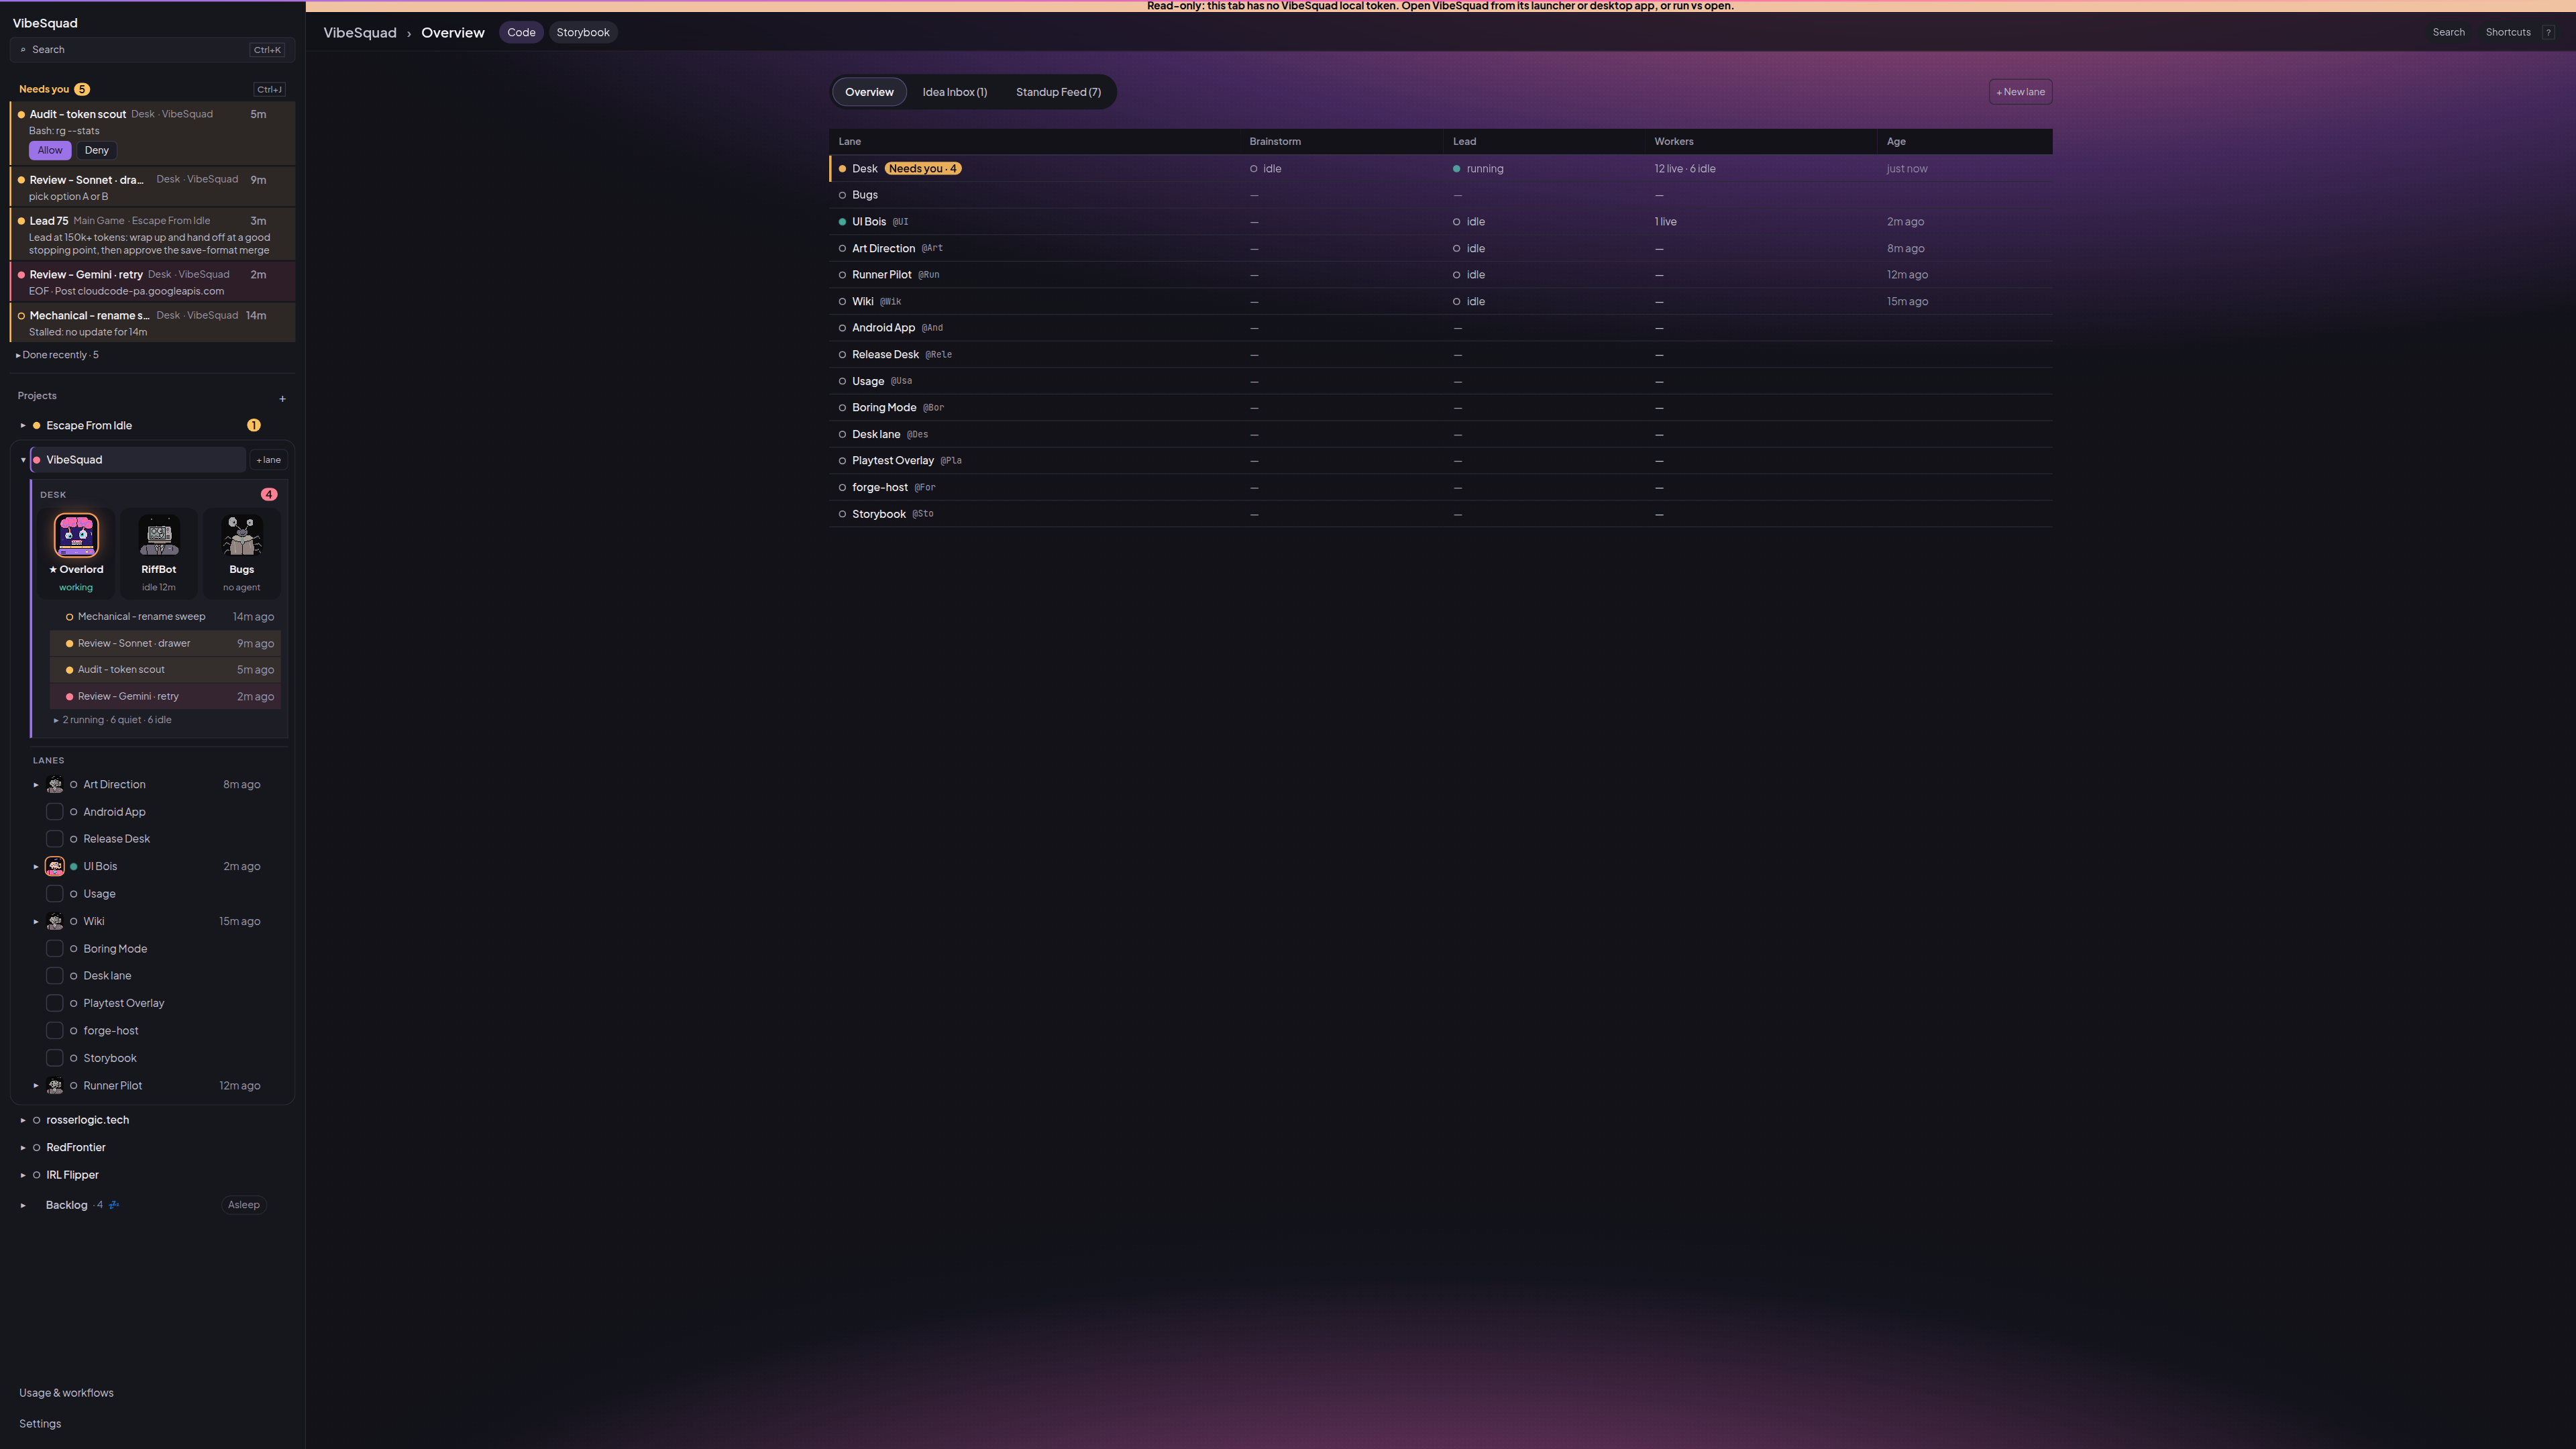 Read-only: this tab has no VibeSquad local token. Open VibeSquad from its launcher or desktop app, or run vs open.
VibeSquad
Search Ctrl+K
Needs you 5 Ctrl+J
Audit - token scout Desk · VibeSquad 5m
Bash: rg --stats
Allow Deny
Review - Sonnet · dra... Desk · VibeSquad 9m
pick option A or B
Lead 75 Main Game · Escape From Idle 3m
Lead at 150k+ tokens: wrap up and hand off at a good
stopping point, then approve the save-format merge
Review - Gemini · retry Desk · VibeSquad 2m
EOF · Post cloudcode-pa.googleapis.com
Mechanical - rename s... Desk · VibeSquad 14m
Stalled: no update for 14m
▸ Done recently · 5
Projects +
▸ Escape From Idle 1
▾ VibeSquad + lane
DESK 4
★ Overlord RiffBot Bugs
working idle 12m no agent
Mechanical - rename sweep 14m ago
Review - Sonnet · drawer 9m ago
Audit - token scout 5m ago
Review - Gemini · retry 2m ago
▸ 2 running · 6 quiet · 6 idle
LANES
▸ Art Direction 8m ago
Android App
Release Desk
▸ UI Bois 2m ago
Usage
▸ Wiki 15m ago
Boring Mode
Desk lane
Playtest Overlay
forge-host
Storybook
▸ Runner Pilot 12m ago
▸ rosserlogic.tech
▸ RedFrontier
▸ IRL Flipper
▸ Backlog · 4 💤 Asleep
Usage & workflows
Settings
VibeSquad › Overview Code Storybook Search Shortcuts ?
Overview Idea Inbox (1) Standup Feed (7) + New lane
Lane Brainstorm Lead Workers Age
Desk Needs you · 4 idle running 12 live · 6 idle just now
Bugs — — —
UI Bois @UI — idle 1 live 2m ago
Art Direction @Art — idle — 8m ago
Runner Pilot @Run — idle — 12m ago
Wiki @Wik — idle — 15m ago
Android App @And — — —
Release Desk @Rele — — —
Usage @Usa — — —
Boring Mode @Bor — — —
Desk lane @Des — — —
Playtest Overlay @Pla — — —
forge-host @For — — —
Storybook @Sto — — —